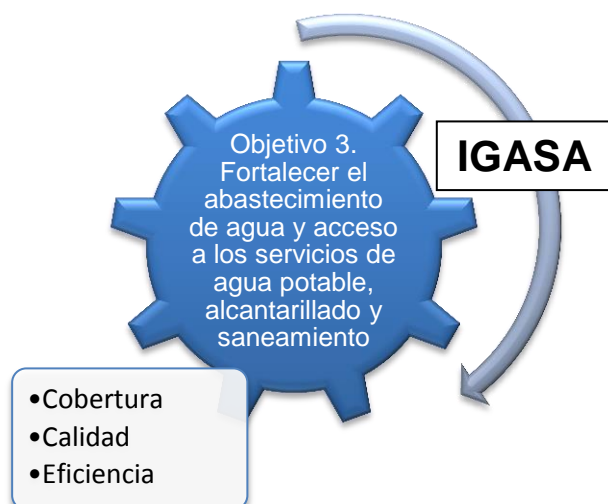 Objetivo 3.
Fortalecer el
abastecimiento
de agua y acceso
a los servicios de
agua potable,
alcantarillado y
saneamiento
IGASA
•Cobertura
•Calidad
•Eficiencia